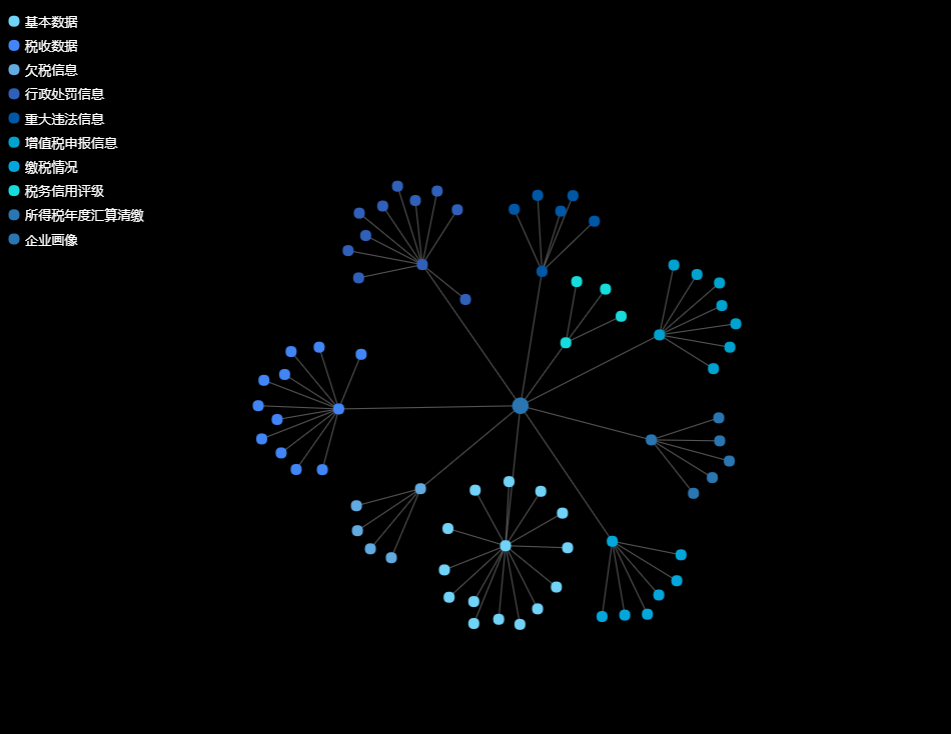 基本数据
税收数据
欠税信息
行政处罚信息
重大违法信息
增值税申报信息
缴税情况
税务信用评级
所得税年度汇算清缴
企业画像